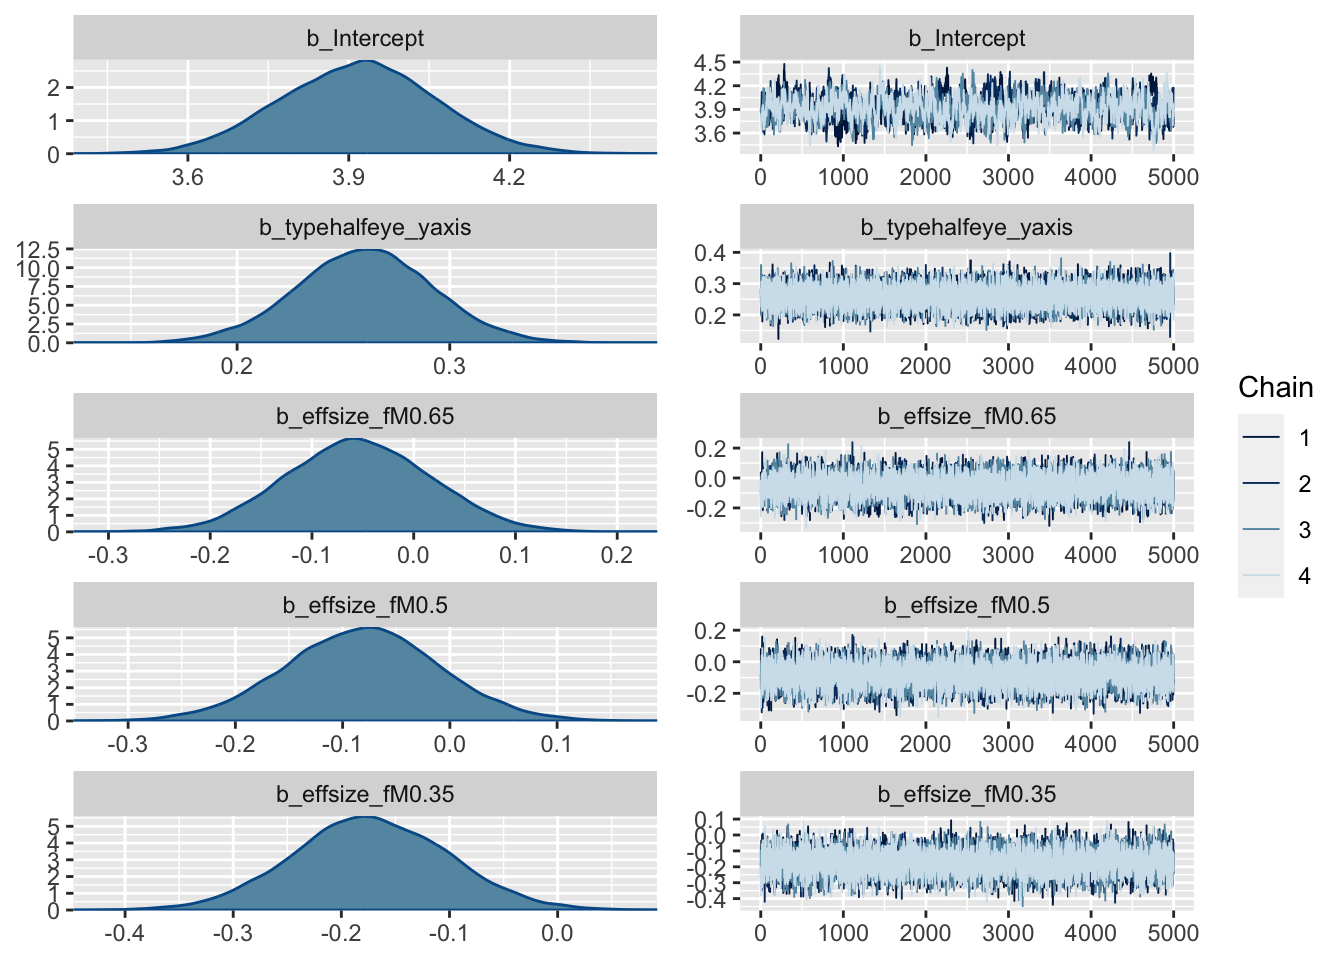 b_Intercept
2
1
0
3.6 3.9 4.2
b_Intercept
4.5
4.2
3.9
3.6
0 1000 2000 3000 4000 5000
b_typehalfeye_yaxis
12.5
10.0
7.5
5.0
2.5
0.0
0.2 0.3
b_typehalfeye_yaxis
0.4
0.3
0.2
0 1000 2000 3000 4000 5000
b_effsize_fM0.65
5
4
3
2
1
0
-0.3 -0.2 -0.1 0.0 0.1 0.2
b_effsize_fM0.65
0.2
0.0
-0.2
0 1000 2000 3000 4000 5000
b_effsize_fM0.5
5
4
3
2
1
0
-0.3 -0.2 -0.1 0.0 0.1
b_effsize_fM0.5
0.2
0.0
-0.2
0 1000 2000 3000 4000 5000
b_effsize_fM0.35
5
4
3
2
1
0
-0.4 -0.3 -0.2 -0.1 0.0
b_effsize_fM0.35
0.1
0.0
-0.1
-0.2
-0.3
-0.4
0 1000 2000 3000 4000 5000
Chain
1
2
3
4